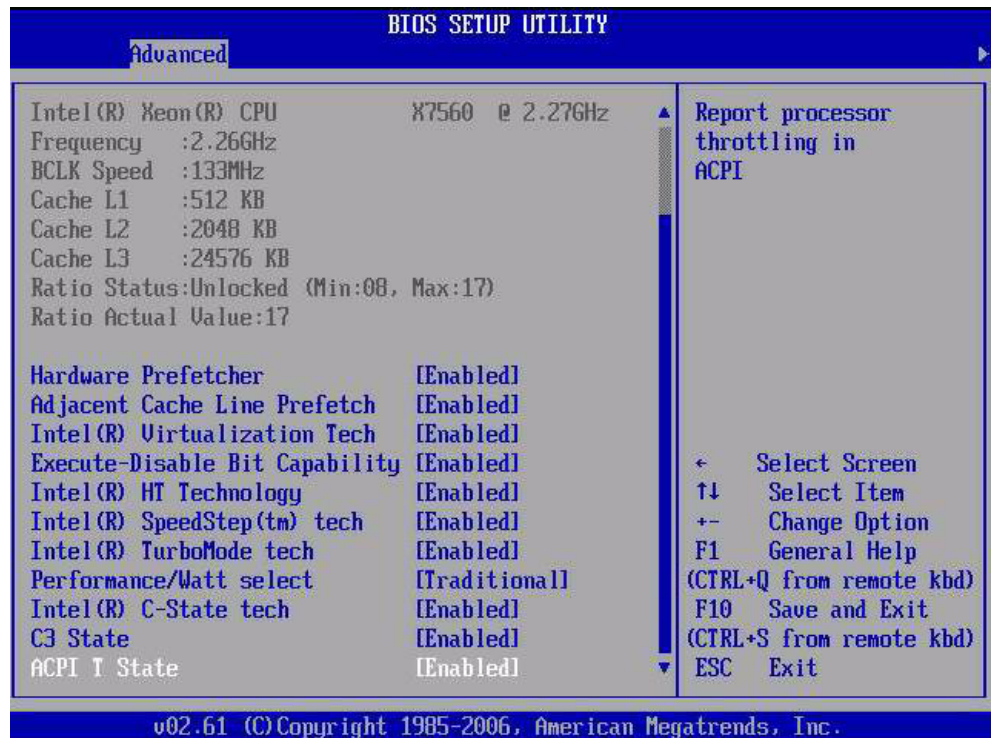 BIOS SETUP UTILITY
Advanced
Intel(R) Xeon(R) CPU X7560 @ 2.27GHz
Frequency :2.26GHz
BCLK Speed :133MHz
Cache L1 :512 KB
Cache L2 :2048 KB
Cache L3 :24576 KB
Ratio Status:Unlocked (Min:08, Max:17)
Ratio Actual Value:17
Hardware Prefetcher [Enabled]
Adjacent Cache Line Prefetch [Enabled]
Intel(R) Virtualization Tech [Enabled]
Execute-Disable Bit Capability [Enabled]
Intel(R) HT Technology [Enabled]
Intel(R) SpeedStep(tm) tech [Enabled]
Intel(R) TurboMode tech [Enabled]
Performance/Watt select [Traditional]
Intel(R) C-State tech [Enabled]
C3 State [Enabled]
ACPI T State [Enabled]
Report processor
throttling in
ACPI
← Select Screen
↑↓ Select Item
+- Change Option
F1 General Help
(CTRL+Q from remote kbd)
F10 Save and Exit
(CTRL+S from remote kbd)
ESC Exit
v02.61 (C)Copyright 1985-2006, American Megatrends, Inc.